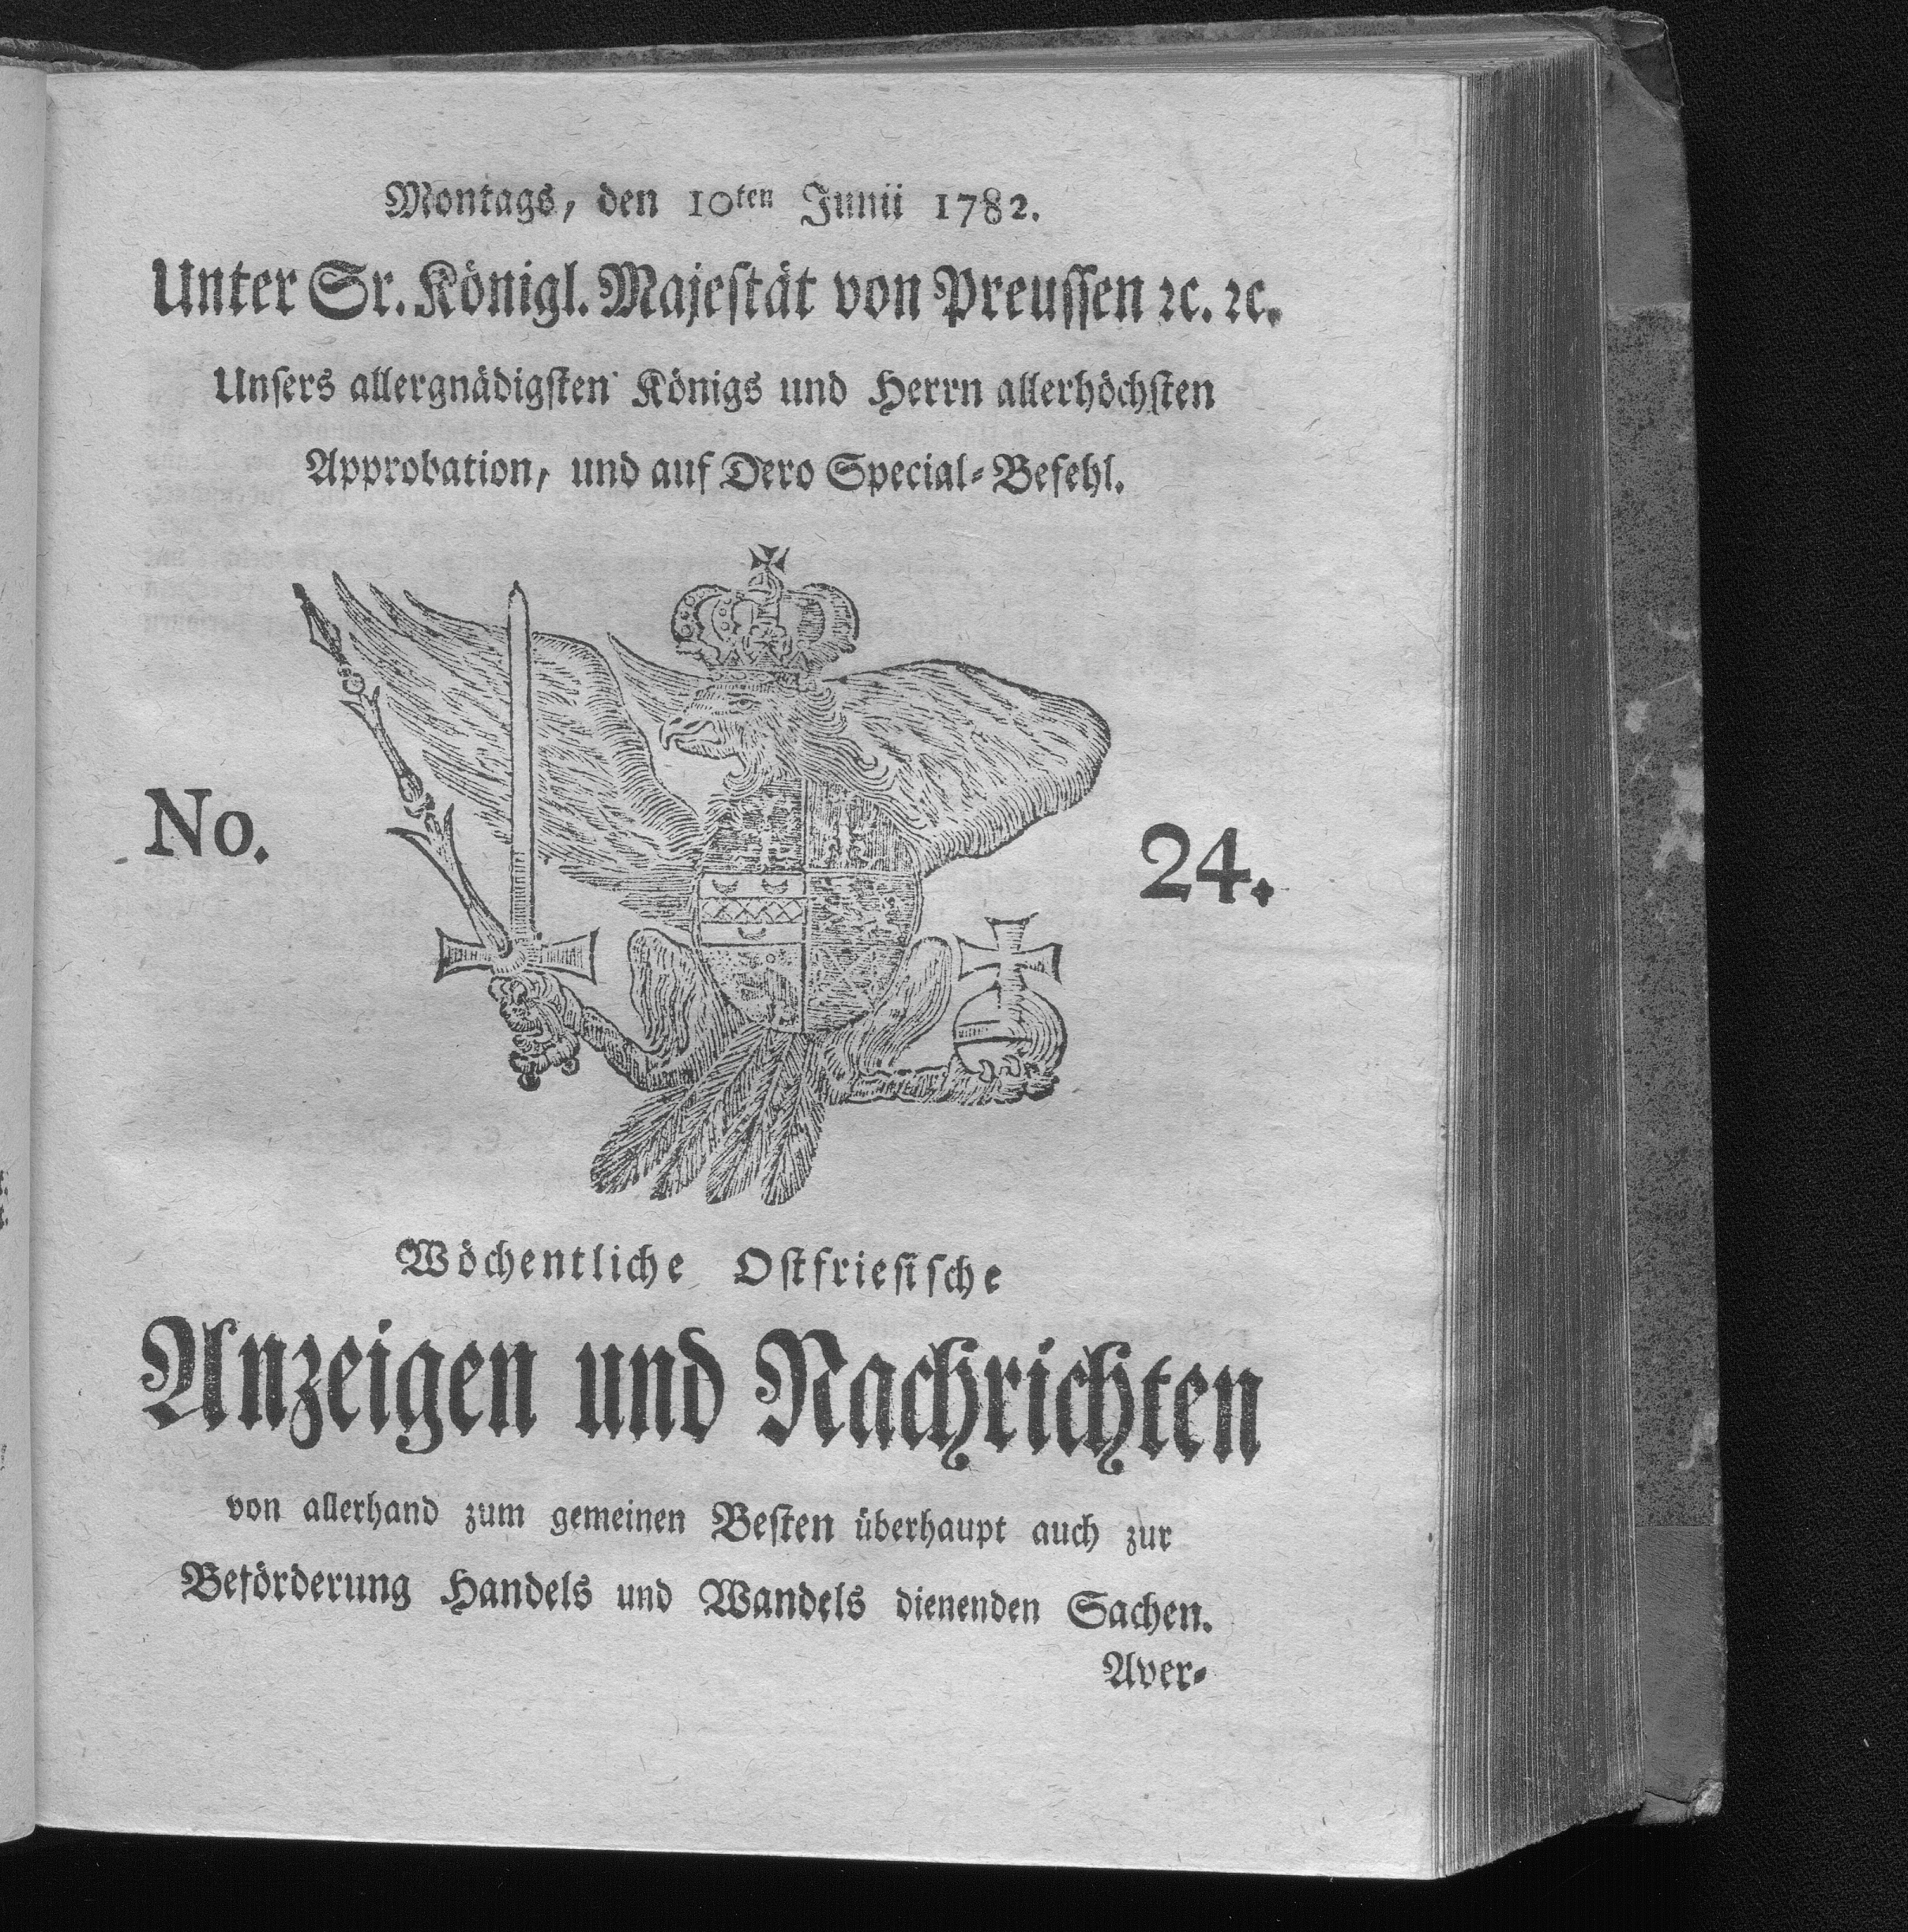 Montags, den 10ten Junii 1782.
Unter Sr. Königl. Majestät von Preussen ꝛc. ꝛc.
Unsers allergnädigsten Königs und Herrn allerhöchsten
Approbation, und auf Dero Special-Befehl.
No. 24.
Wöchentliche Ostfriesische
Anzeigen und Nachrichten
von allerhand zum gemeinen Besten überhaupt auch zur
Beförderung Handels und Wandels dienenden Sachen.
Aver-